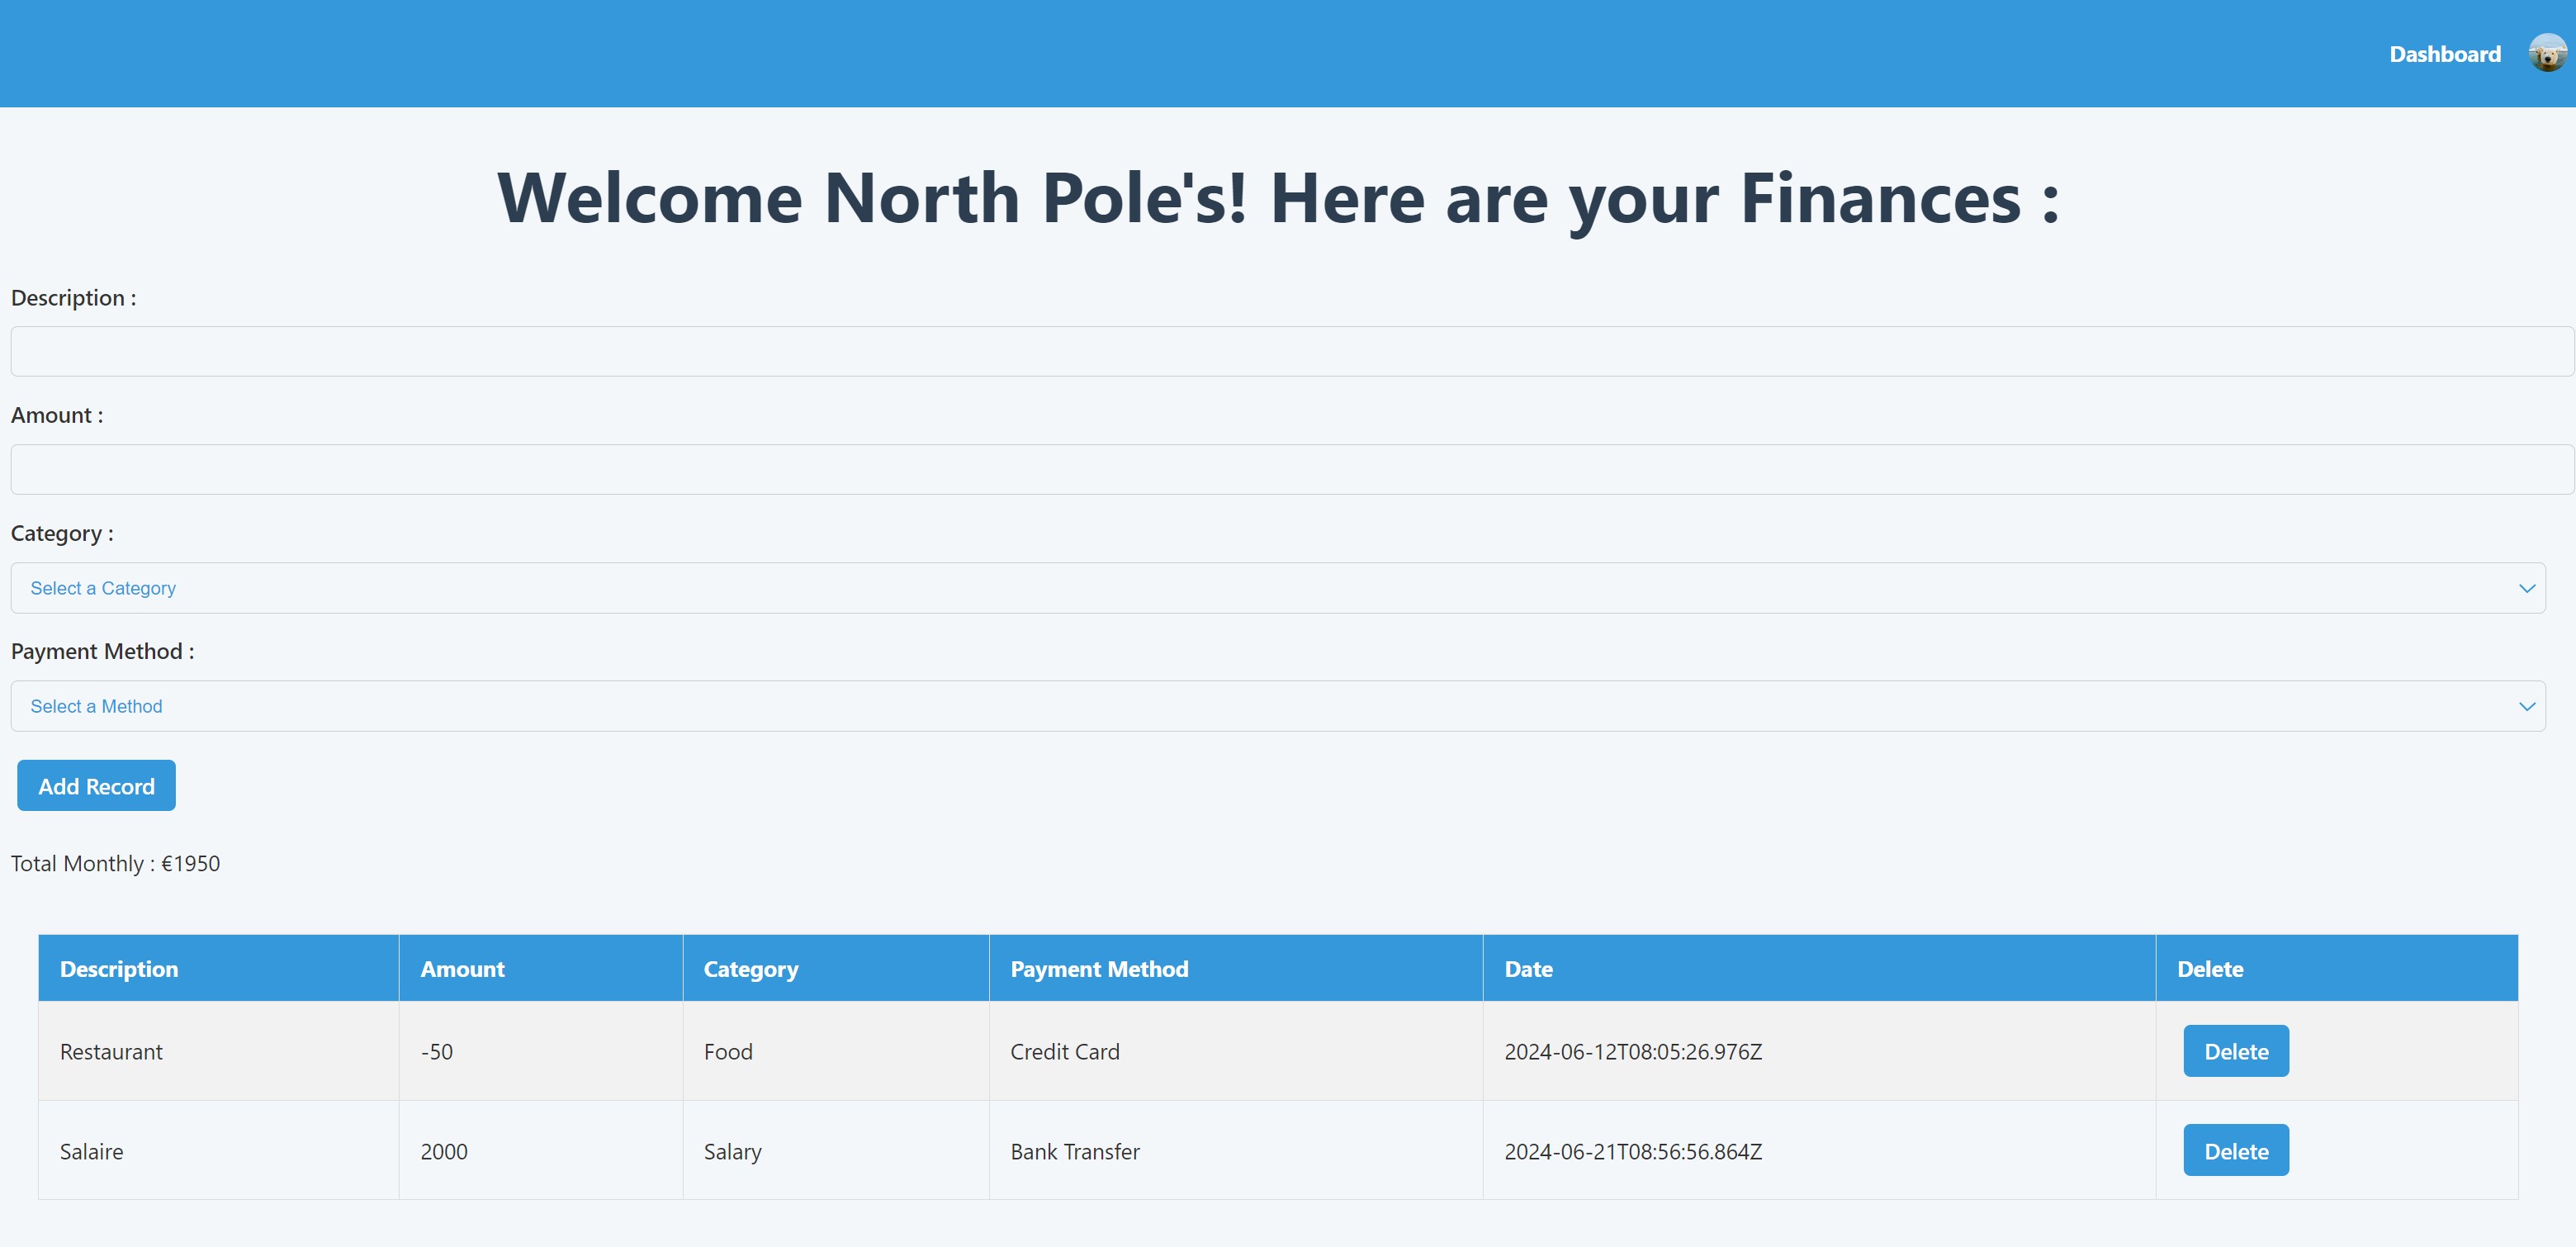 Dashboard
Welcome North Pole's! Here are your Finances :
Description :
Amount :
Category :
Select a Category
Payment Method :
Select a Method
Add Record
Total Monthly : €1950
Description Amount Category Payment Method Date Delete
Restaurant -50 Food Credit Card 2024-06-12T08:05:26.976Z Delete
Salaire 2000 Salary Bank Transfer 2024-06-21T08:56:56.864Z Delete